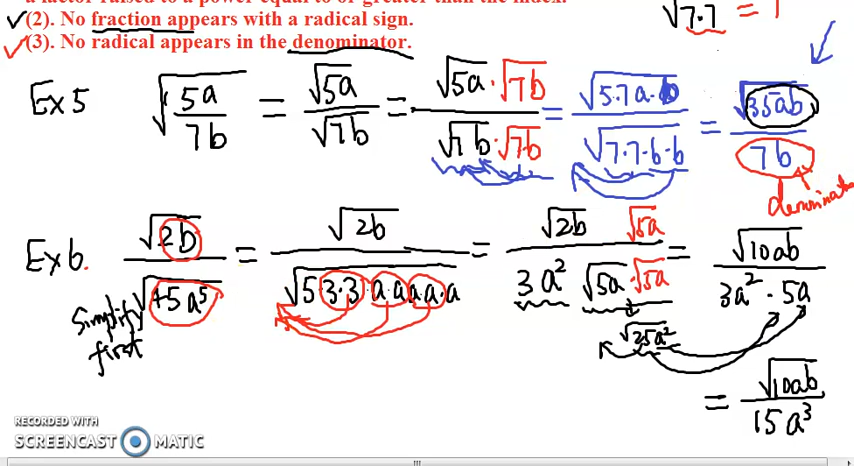 a factor raised to a power equal to or greater than the index.
(2). No fraction appears with a radical sign.
(3). No radical appears in the denominator.
√7·7 =
Ex5 √(5a/7b) = √5a/√7b = √5a·√7b/√7b·√7b = √5·7a·b/√7·7·b·b = √35ab/7b
denominator
Ex6. √2b/√45a⁵ = √2b/√5·3·3·a·a·a·a·a = √2b √5a/3a² √5a·√5a = √10ab/3a²·5a
Simplify first
√25a²
= √10ab/15a³
RECORDED WITH
SCREENCAST MATIC